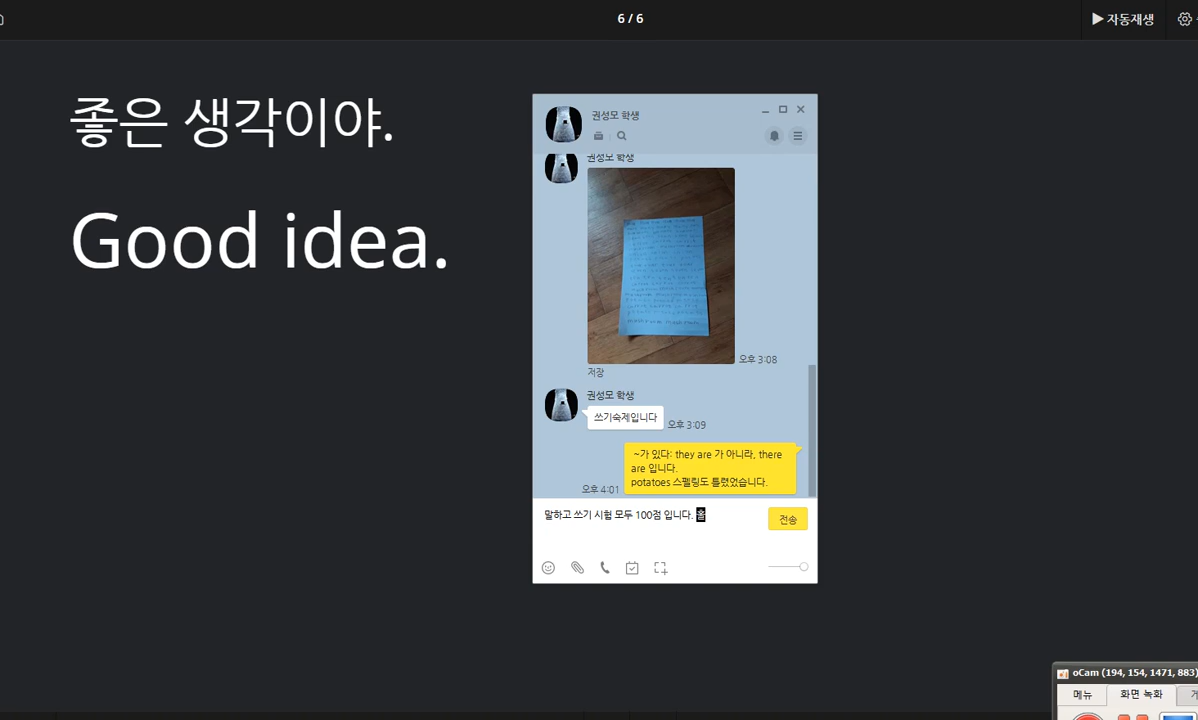 6 / 6
▶ 자동재생
좋은 생각이야.
Good idea.
권성모 학생
권성모 학생
오후 3:08
저장
권성모 학생
쓰기숙제입니다
오후 3:09
~가 있다: they are 가 아니라, there
are 입니다.
potatoes 스펠링도 틀렸었습니다.
오후 4:01
말하고 쓰기 시험 모두 100점 입니다. 훌
전송
oCam (194, 154, 1471, 883)
메뉴
화면 녹화